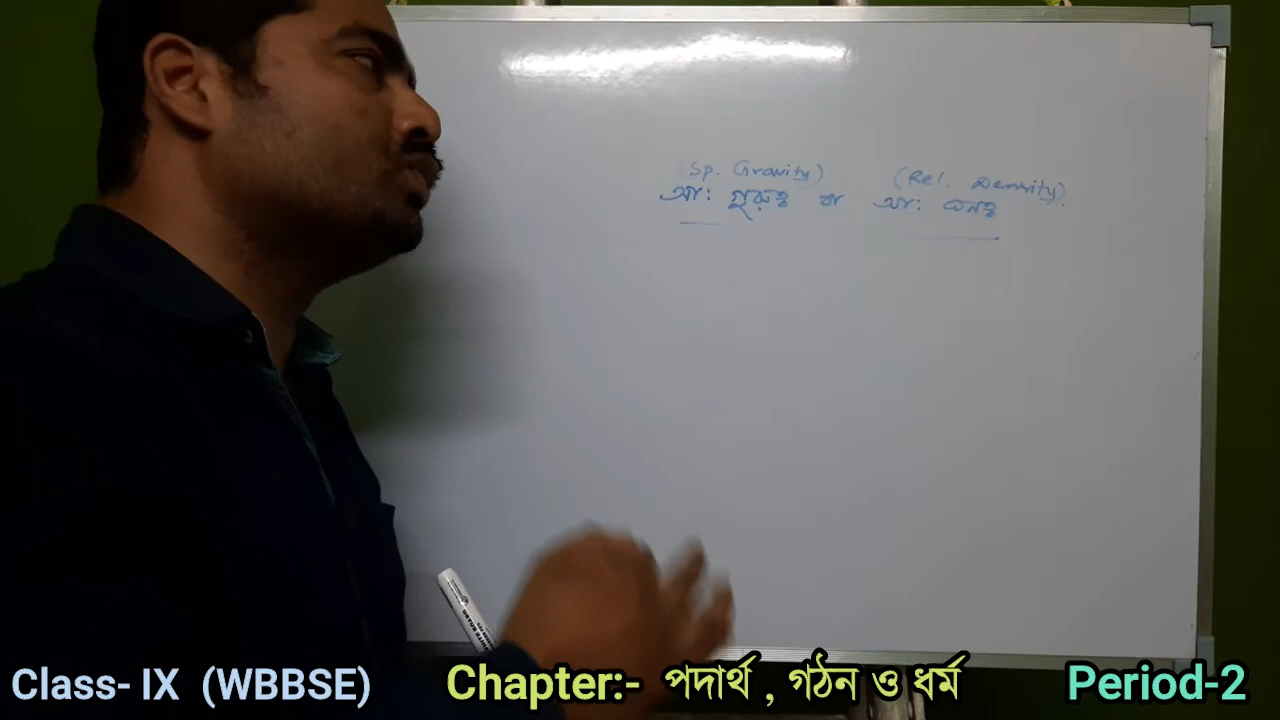 Sp. Gravity) (Rel. Density).
আঃ গুরুত্ব বা আঃ ঘনত্ব
Class- IX (WBBSE) Chapter:- পদার্থ , গঠন ও ধর্ম Period-2